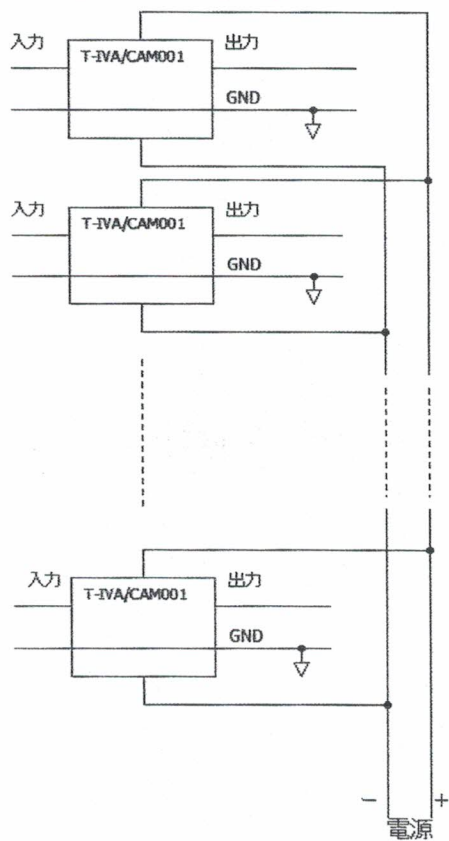 入力
T-IVA/CAM001
出力
GND
入力
T-IVA/CAM001
出力
GND
入力
T-IVA/CAM001
出力
GND
− +
電源